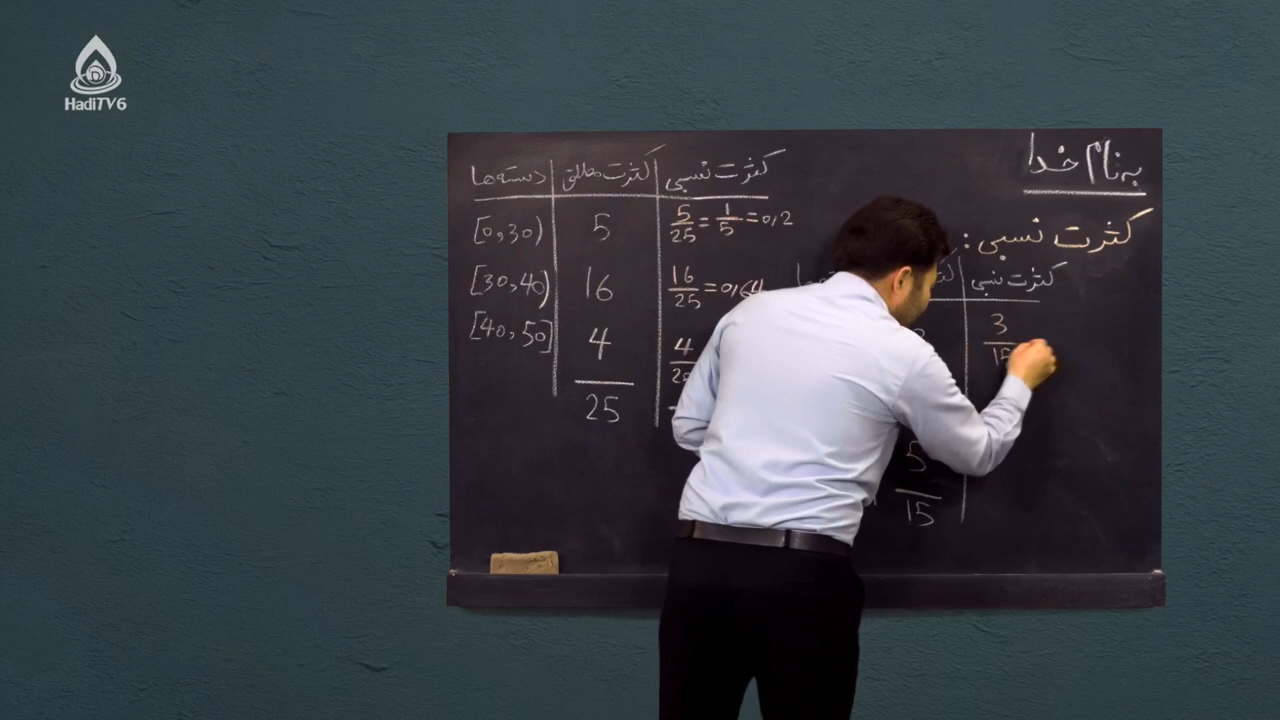 HadiTV6
به نام خدا
کثرت نسبی:
دسته‌ها کثرت مطلق کثرت نسبی
[0,30) 5 5/25 = 1/5 = 0,2
[30,40) 16 16/25 = 0,64
[40,50] 4 4
25
کثرت نسبی
3
5
15